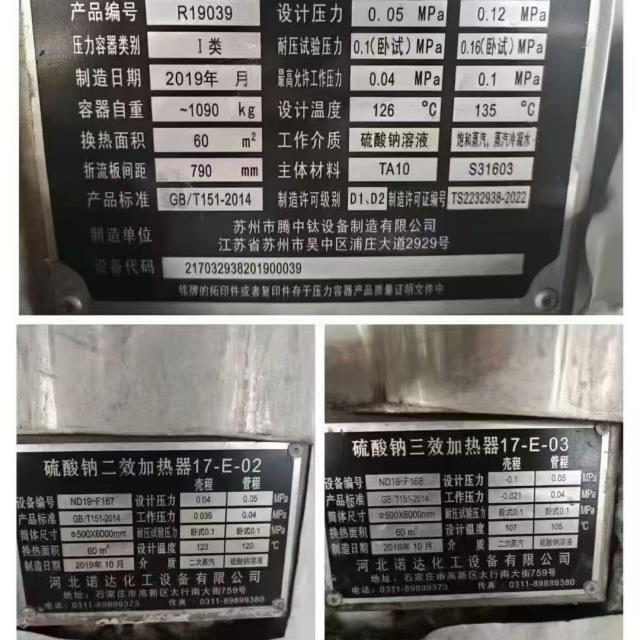 产品编号 R19039 设计压力 0.05 MPa 0.12 MPa
压力容器类别 I类 耐压试验压力 0.1(卧试)MPa 0.16(卧试)MPa
制造日期 2019年 月 最高允许工作压力 0.04 MPa 0.1 MPa
容器自重 ~1090 kg 设计温度 126 ℃ 135 ℃
换热面积 60 m² 工作介质 硫酸钠溶液 饱和蒸汽,蒸汽冷凝水
折流板间距 790 mm 主体材料 TA10 S31603
产品标准 GB/T151-2014 制造许可级别 D1、D2 制造许可证编号 TS2232938-2022
制造单位 苏州市腾中钛设备制造有限公司
江苏省苏州市吴中区浦庄大道2929号
设备代码 217032938201900039
铭牌的拓印件或者复印件存于压力容器产品质量证明文件中
硫酸钠二效加热器17-E-02
壳程 管程
设备编号 ND19-F167 设计压力 0.04 0.05 MPa
产品标准 GB/T151-2014 工作压力 0.035 0.04 MPa
筒体尺寸 Φ500X6000mm 耐压试验压力 卧式0.1 卧式0.1 MPa
换热面积 60m² 设计温度 123 120 ℃
制造日期 2019年10月 介 质 二次蒸汽 硫酸钠溶液
河北诺达化工设备有限公司
地址:石家庄市高新区太行南大街759号
电话:0311-89899373 传真:0311-89899380
硫酸钠三效加热器17-E-03
壳程 管程
设备编号 ND19-F168 设计压力 -0.1 0.05 MPa
产品标准 GB/T151-2014 工作压力 -0.021 0.04 MPa
筒体尺寸 Φ500X6000mm 耐压试验压力 卧式0.1 卧式0.1 MPa
换热面积 60m² 设计温度 107 105 ℃
制造日期 2019年10月 介 质 二次蒸汽 硫酸钠溶液
河北诺达化工设备有限公司
地址:石家庄市高新区太行南大街759号
电话:0311-89899373 传真:0311-89899380